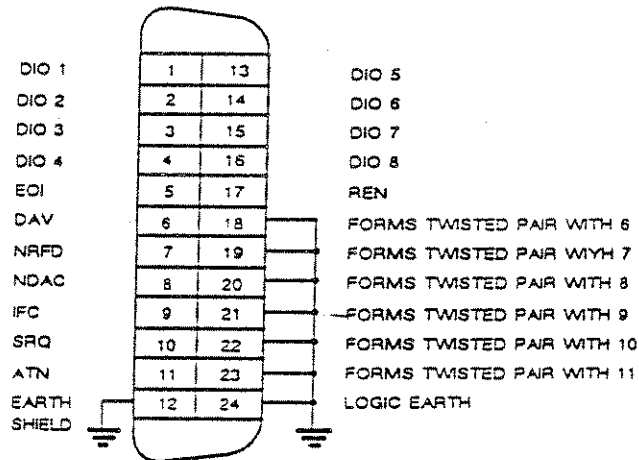 DIO 1 1 13 DIO 5
DIO 2 2 14 DIO 6
DIO 3 3 15 DIO 7
DIO 4 4 16 DIO 8
EOI 5 17 REN
DAV 6 18 FORMS TWISTED PAIR WITH 6
NRFD 7 19 FORMS TWISTED PAIR WIYH 7
NDAC 8 20 FORMS TWISTED PAIR WITH 8
IFC 9 21 FORMS TWISTED PAIR WITH 9
SRQ 10 22 FORMS TWISTED PAIR WITH 10
ATN 11 23 FORMS TWISTED PAIR WITH 11
EARTH 12 24 LOGIC EARTH
SHIELD